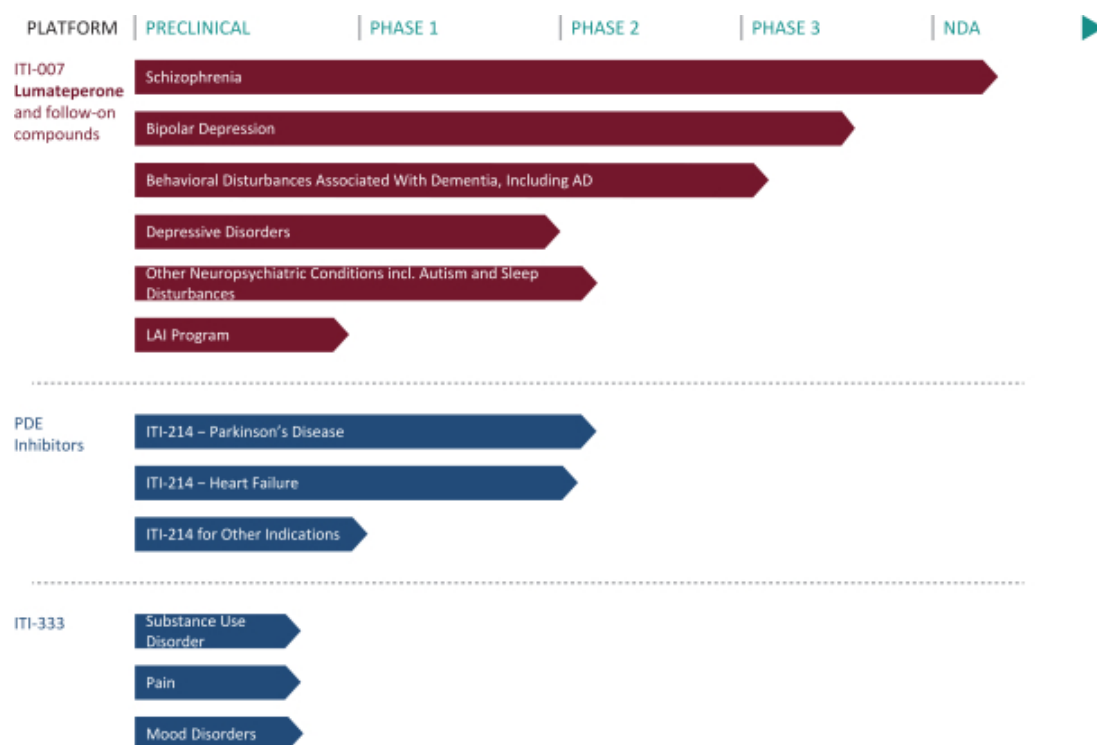 PLATFORM PRECLINICAL PHASE 1 PHASE 2 PHASE 3 NDA
ITI-007
Lumateperone
and follow-on
compounds
Schizophrenia
Bipolar Depression
Behavioral Disturbances Associated With Dementia, Including AD
Depressive Disorders
Other Neuropsychiatric Conditions incl. Autism and Sleep
Disturbances
LAI Program
PDE
Inhibitors
ITI-214 – Parkinson's Disease
ITI-214 – Heart Failure
ITI-214 for Other Indications
ITI-333
Substance Use
Disorder
Pain
Mood Disorders